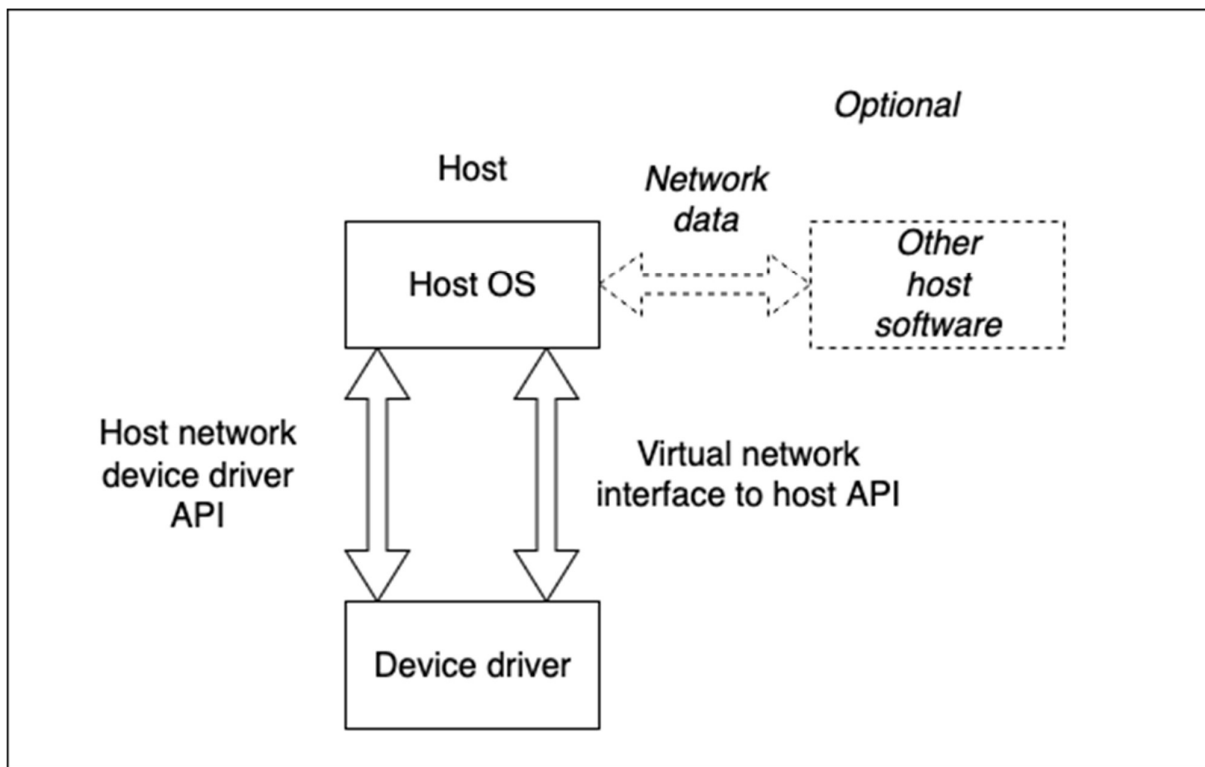 Optional
Host
Network
data
Host OS
Other
host
software
Host network
device driver
API
Virtual network
interface to host API
Device driver